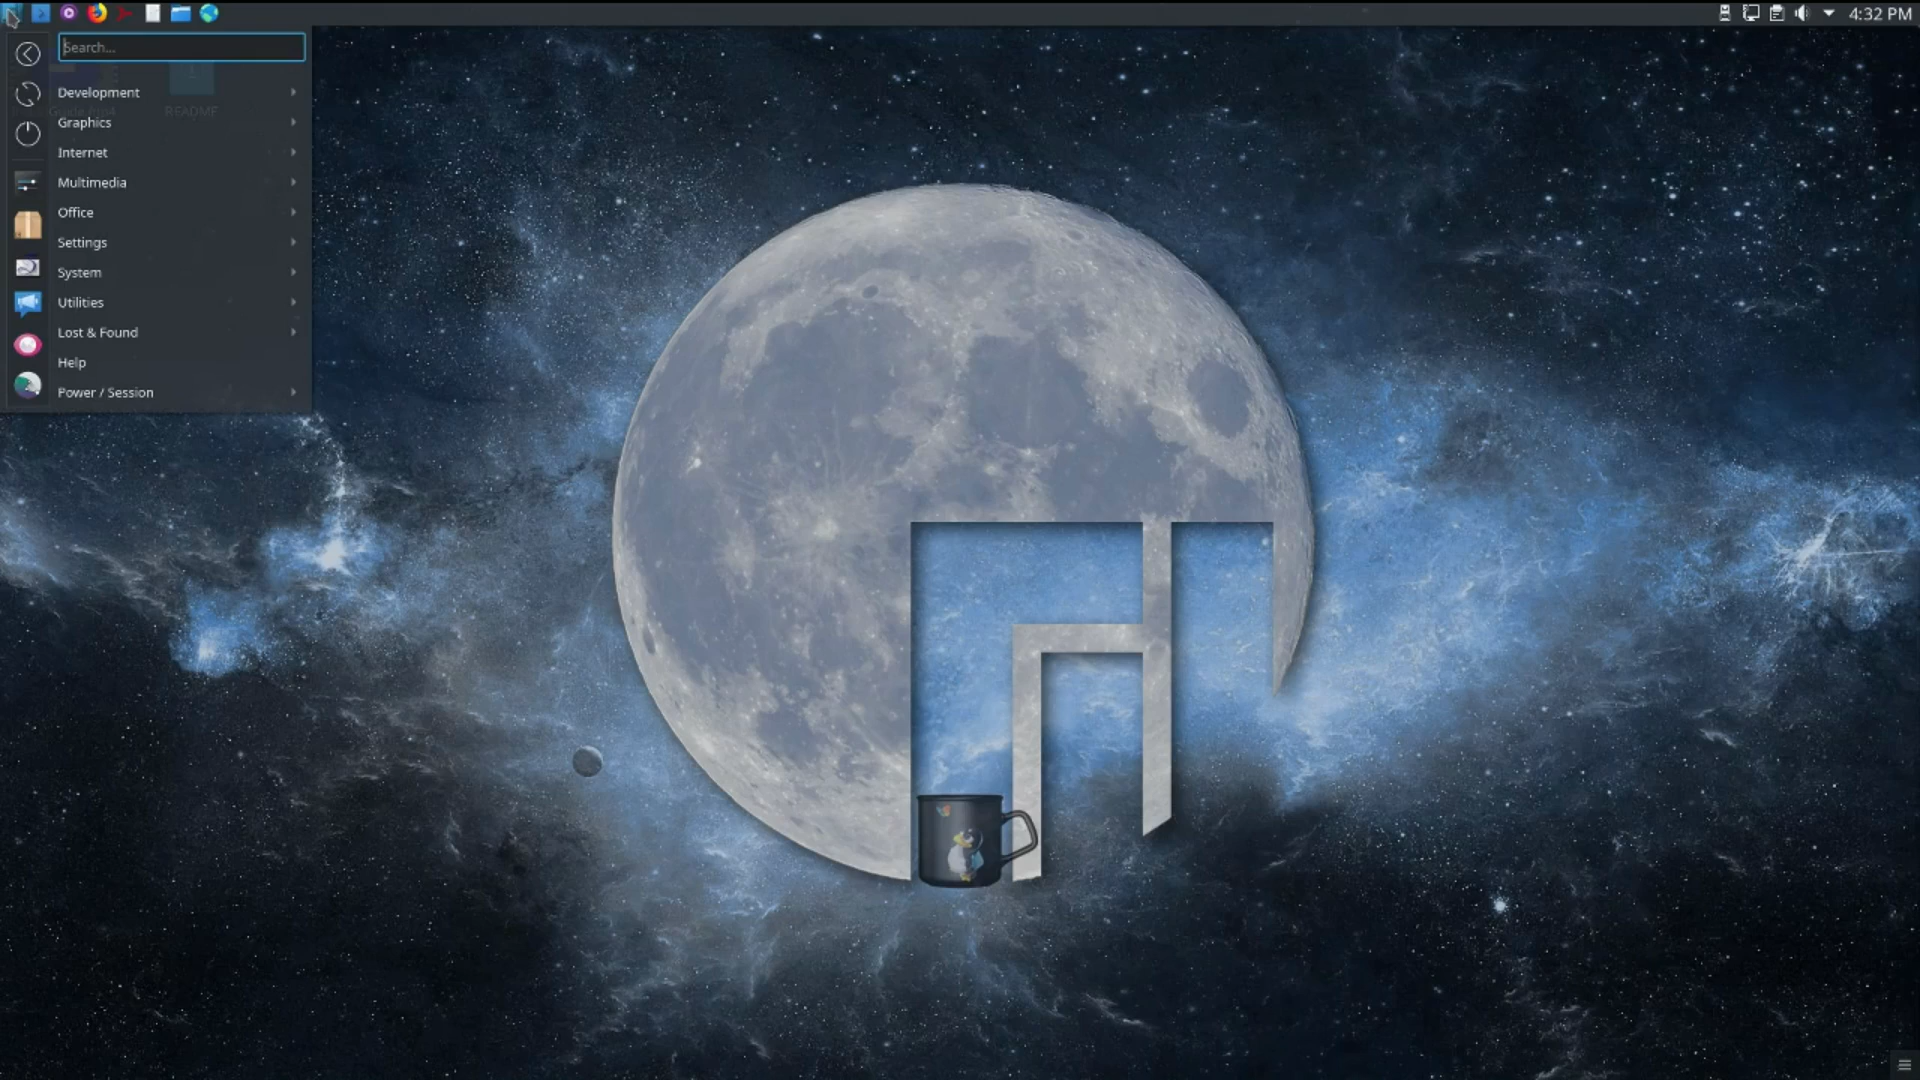 4:32 PM
Search...
Development
README
Graphics
Internet
Multimedia
Office
Settings
System
Utilities
Lost & Found
Help
Power / Session